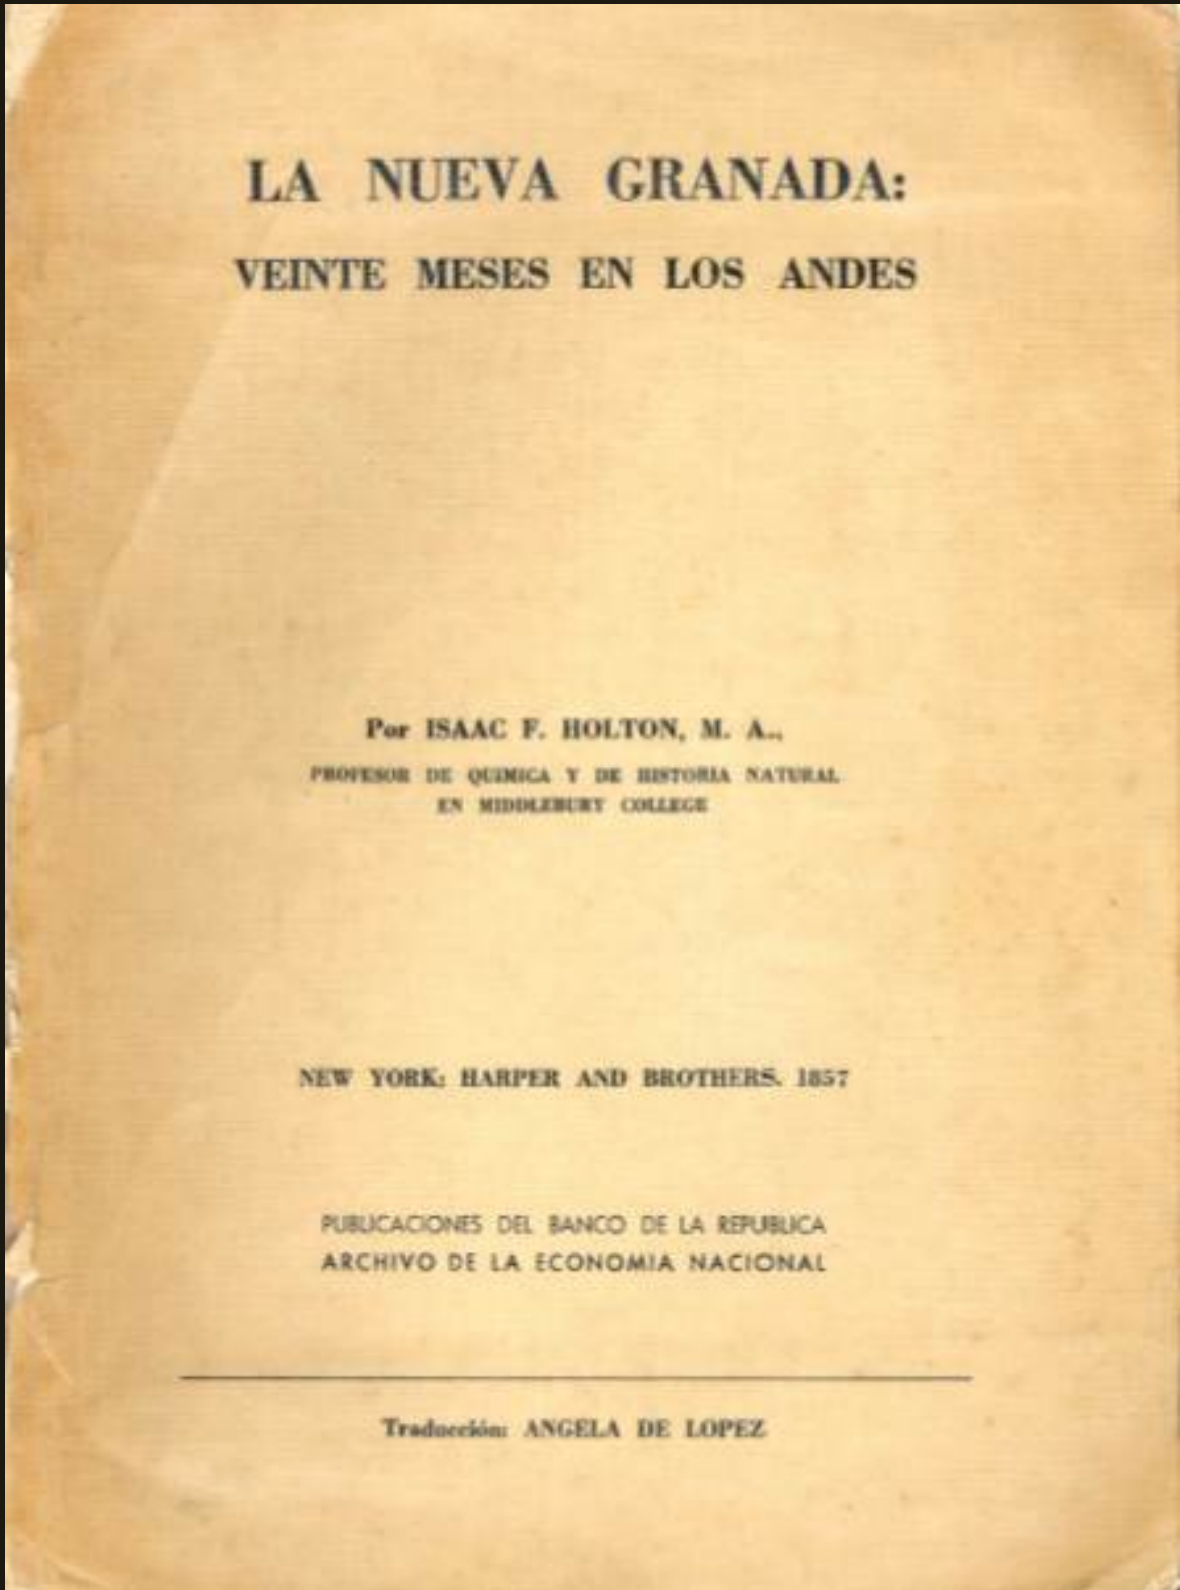 LA NUEVA GRANADA:
VEINTE MESES EN LOS ANDES
Por ISAAC F. HOLTON, M. A.,
PROFESOR DE QUIMICA Y DE HISTORIA NATURAL
EN MIDDLEBURY COLLEGE
NEW YORK: HARPER AND BROTHERS. 1857
PUBLICACIONES DEL BANCO DE LA REPUBLICA
ARCHIVO DE LA ECONOMIA NACIONAL
Traducción: ANGELA DE LOPEZ